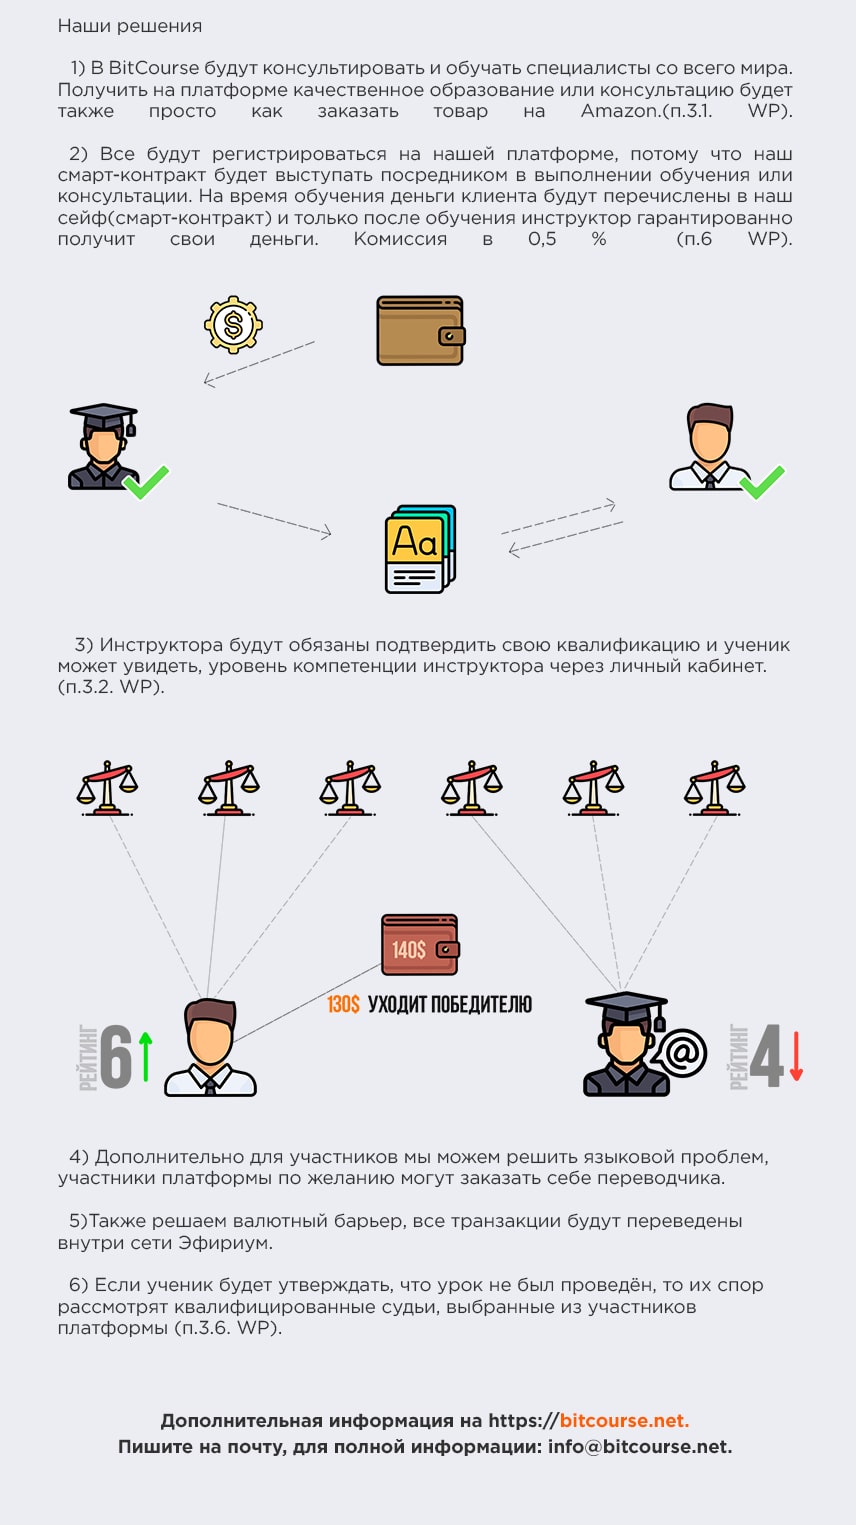 Наши решения
1) В BitCourse будут консультировать и обучать специалисты со всего мира.
Получить на платформе качественное образование или консультацию будет
также просто как заказать товар на Amazon.(п.3.1. WP).
2) Все будут регистрироваться на нашей платформе, потому что наш
смарт-контракт будет выступать посредником в выполнении обучения или
консультации. На время обучения деньги клиента будут перечислены в наш
сейф(смарт-контракт) и только после обучения инструктор гарантированно
получит свои деньги. Комиссия в 0,5 % (п.6 WP).
$
Aa
3) Инструктора будут обязаны подтвердить свою квалификацию и ученик
может увидеть, уровень компетенции инструктора через личный кабинет.
(п.3.2. WP).
140$
130$ УХОДИТ ПОБЕДИТЕЛЮ
РЕЙТИНГ 6
@
РЕЙТИНГ 4
4) Дополнительно для участников мы можем решить языковой проблем,
участники платформы по желанию могут заказать себе переводчика.
5)Также решаем валютный барьер, все транзакции будут переведены
внутри сети Эфириум.
6) Если ученик будет утверждать, что урок не был проведён, то их спор
рассмотрят квалифицированные судьи, выбранные из участников
платформы (п.3.6. WP).
Дополнительная информация на https://bitcourse.net.
Пишите на почту, для полной информации: info@bitcourse.net.